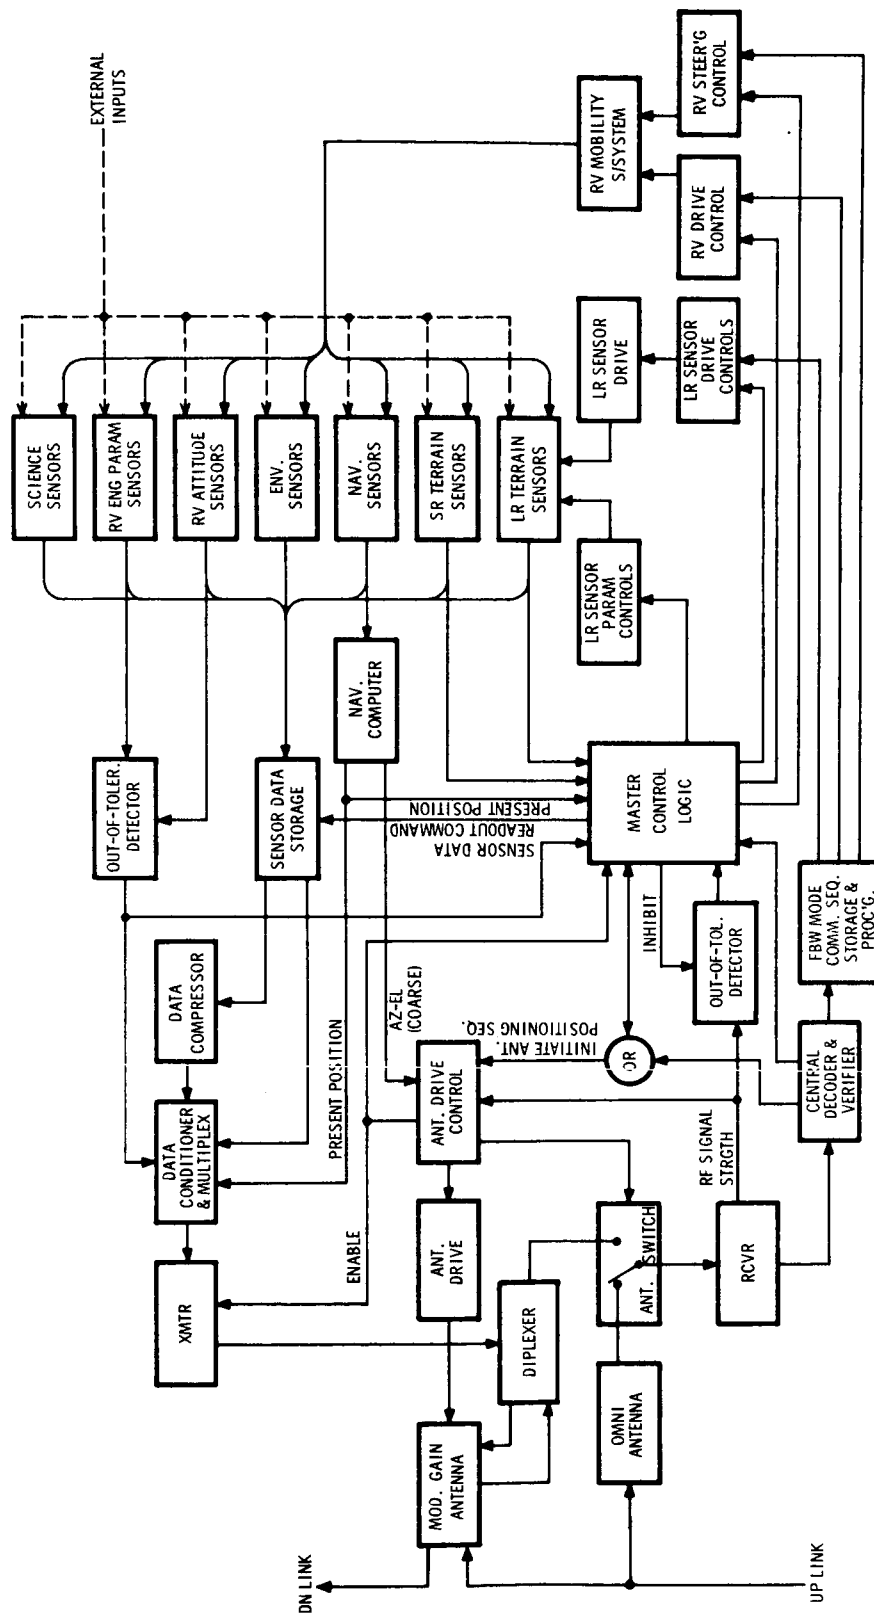 EXTERNAL
INPUTS
SCIENCE
SENSORS
RV ENG PARAM
SENSORS
RV ATTITUDE
SENSORS
ENV.
SENSORS
NAV.
SENSORS
SR TERRAIN
SENSORS
LR TERRAIN
SENSORS
LR SENSOR
DRIVE
LR SENSOR
DRIVE
CONTROLS
RV MOBILITY
S/SYSTEM
RV DRIVE
CONTROL
RV STEER'G
CONTROL
LR SENSOR
PARAM
CONTROLS
NAV.
COMPUTER
OUT-OF-TOLER.
DETECTOR
SENSOR DATA
STORAGE
MASTER
CONTROL
LOGIC
PRESENT POSITION
SENSOR DATA
READOUT COMMAND
DATA
COMPRESSOR
DATA
CONDITIONER
& MULTIPLEX
PRESENT POSITION
AZ-EL
(COARSE)
INITIATE ANT.
POSITIONING SEQ.
INHIBIT
OUT-OF-TOL.
DETECTOR
FBW MODE
COMM. SEQ.
STORAGE &
PROC'G.
OR
ANT. DRIVE
CONTROL
CENTRAL
DECODER &
VERIFIER
RF SIGNAL
STRGTH
ENABLE
XMTR
ANT.
DRIVE
DIPLEXER
ANT. SWITCH
RCVR
MOD. GAIN
ANTENNA
OMNI
ANTENNA
DN LINK
UP LINK